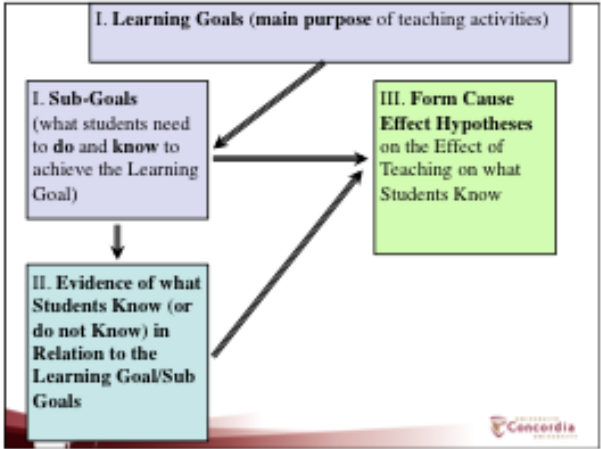 I. Learning Goals (main purpose of teaching activities)
I. Sub-Goals
(what students need
to do and know to
achieve the Learning
Goal)
III. Form Cause
Effect Hypotheses
on the Effect of
Teaching on what
Students Know
II. Evidence of what
Students Know (or
do not Know) in
Relation to the
Learning Goal/Sub
Goals
UNIVERSITÉ
Concordia
UNIVERSITY